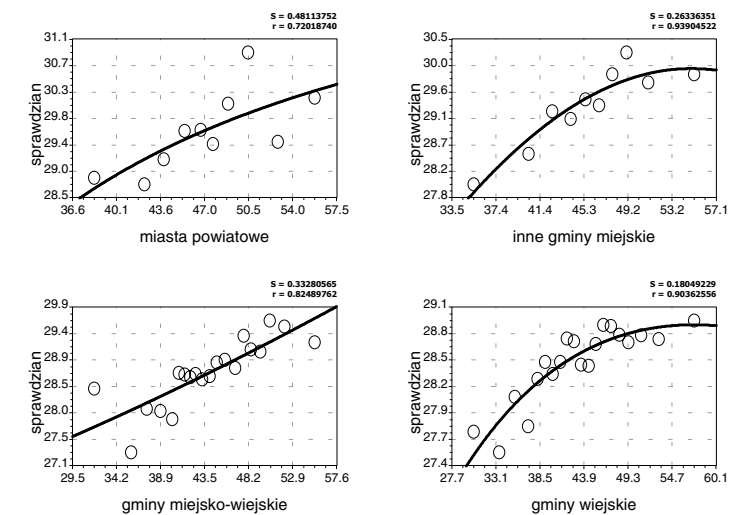 S = 0.48113752
r = 0.72018740
31.1
30.7
30.3
29.8
29.4
29.0
28.5
sprawdzian
36.6 40.1 43.6 47.0 50.5 54.0 57.5
miasta powiatowe
S = 0.26336351
r = 0.93904522
30.5
30.0
29.6
29.1
28.7
28.2
27.8
sprawdzian
33.5 37.4 41.4 45.3 49.2 53.2 57.1
inne gminy miejskie
S = 0.33280565
r = 0.82489762
29.9
29.4
28.9
28.5
28.0
27.5
27.1
sprawdzian
29.5 34.2 38.9 43.5 48.2 52.9 57.6
gminy miejsko-wiejskie
S = 0.18049229
r = 0.90362556
29.1
28.8
28.5
28.2
27.9
27.7
27.4
sprawdzian
27.7 33.1 38.5 43.9 49.3 54.7 60.1
gminy wiejskie